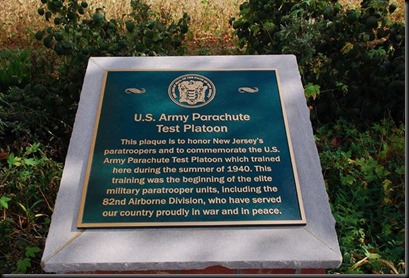 U.S. Army Parachute
Test Platoon
This plaque is to honor New Jersey's
paratroopers and to commemorate the U.S.
Army Parachute Test Platoon which trained
here during the summer of 1940. This
training was the beginning of the elite
military paratrooper units, including the
82nd Airborne Division, who have served
our country proudly in war and in peace.